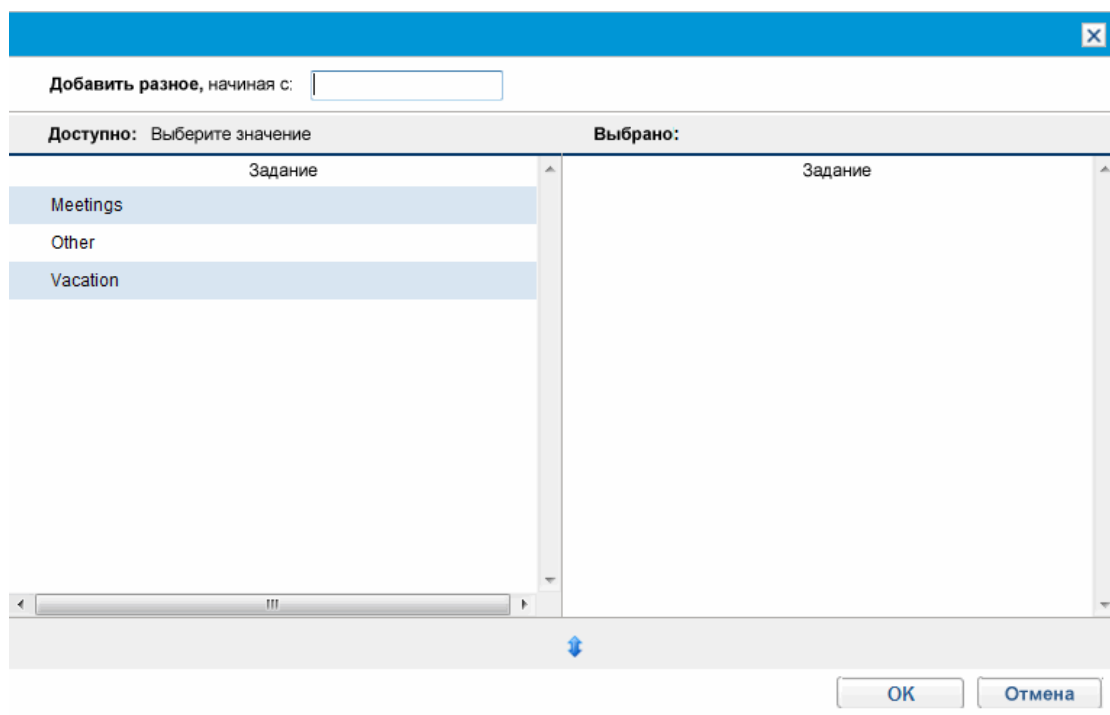 Добавить разное, начиная с:
Доступно: Выберите значение
Выбрано:
Задание
Задание
Meetings
Other
Vacation
OK
Отмена